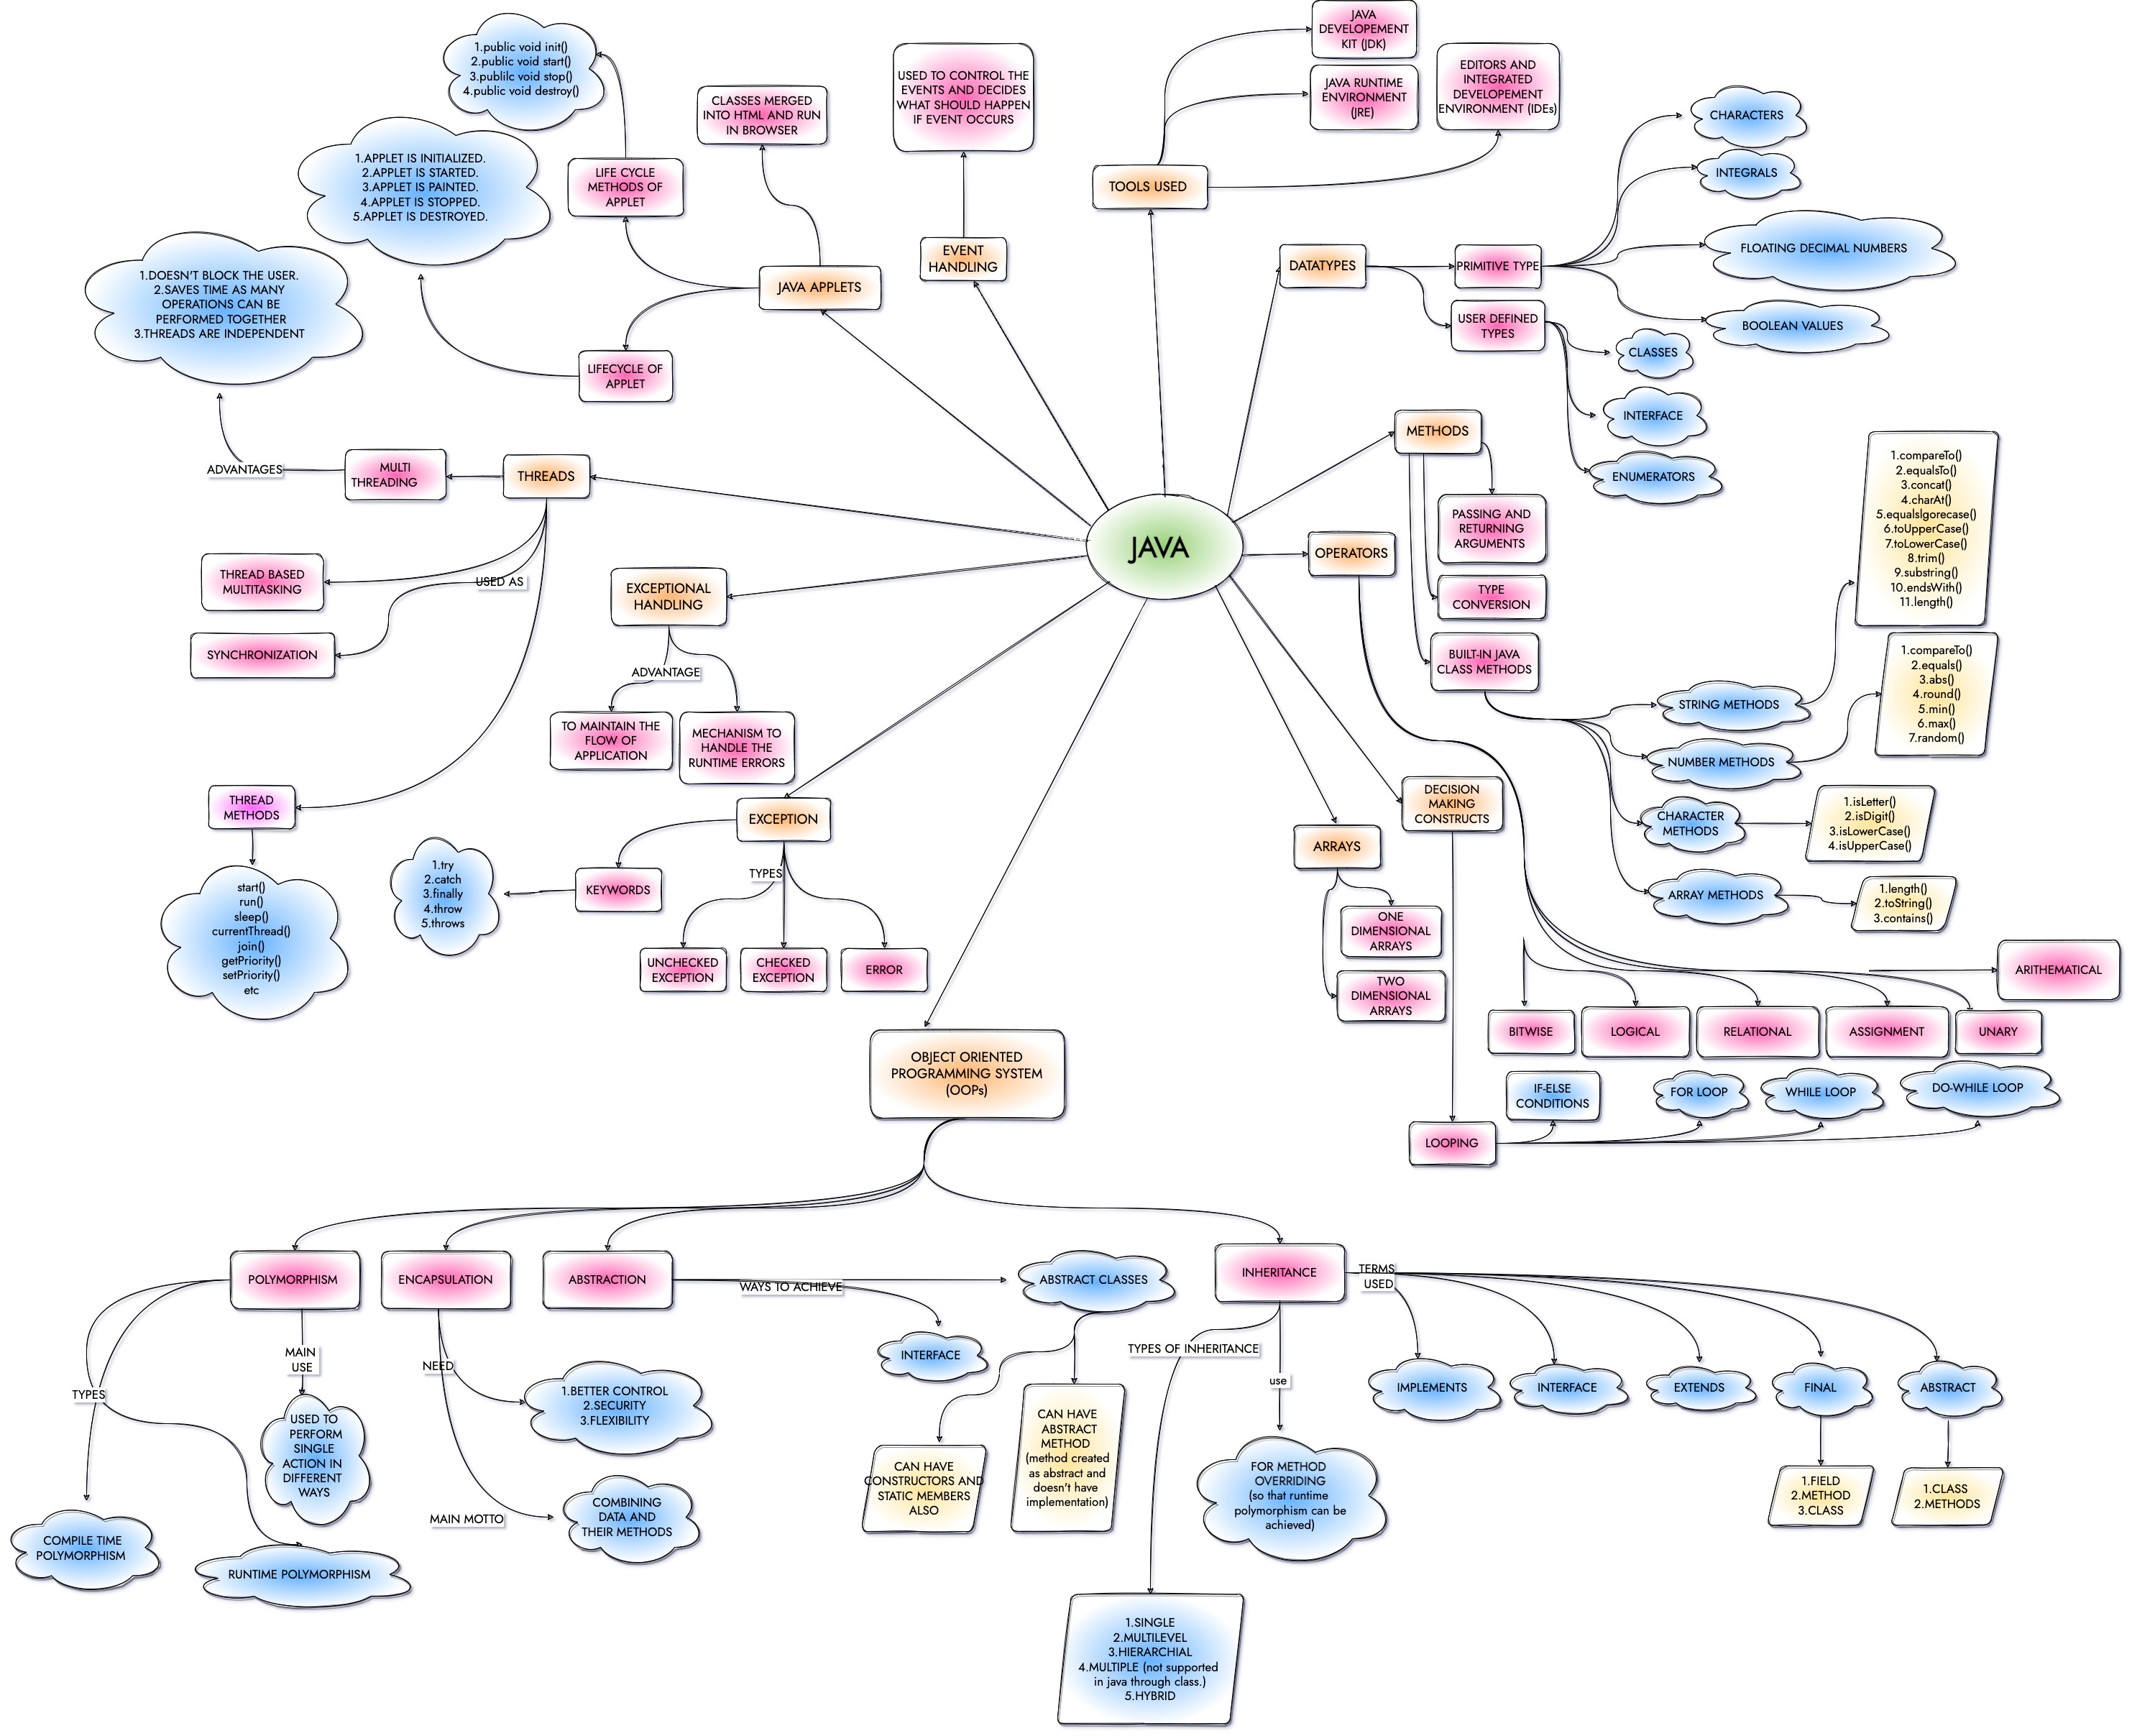 JAVA
DEVELOPEMENT
KIT (JDK)
JAVA RUNTIME
ENVIRONMENT
(JRE)
EDITORS AND
INTEGRATED
DEVELOPEMENT
ENVIRONMENT (IDEs)
TOOLS USED
USED TO CONTROL THE
EVENTS AND DECIDES
WHAT SHOULD HAPPEN
IF EVENT OCCURS
EVENT
HANDLING
CLASSES MERGED
INTO HTML AND RUN
IN BROWSER
JAVA APPLETS
1.public void init()
2.public void start()
3.publilc void stop()
4.public void destroy()
LIFE CYCLE
METHODS OF
APPLET
1.APPLET IS INITIALIZED.
2.APPLET IS STARTED.
3.APPLET IS PAINTED.
4.APPLET IS STOPPED.
5.APPLET IS DESTROYED.
LIFECYCLE OF
APPLET
1.DOESN'T BLOCK THE USER.
2.SAVES TIME AS MANY
OPERATIONS CAN BE
PERFORMED TOGETHER
3.THREADS ARE INDEPENDENT
ADVANTAGES
MULTI
THREADING
THREADS
THREAD BASED
MULTITASKING
USED AS
SYNCHRONIZATION
THREAD
METHODS
start()
run()
sleep()
currentThread()
join()
getPriority()
setPriority()
etc
DATATYPES
PRIMITIVE TYPE
CHARACTERS
INTEGRALS
FLOATING DECIMAL NUMBERS
BOOLEAN VALUES
USER DEFINED
TYPES
CLASSES
INTERFACE
ENUMERATORS
METHODS
PASSING AND
RETURNING
ARGUMENTS
TYPE
CONVERSION
BUILT-IN JAVA
CLASS METHODS
STRING METHODS
1.compareTo()
2.equalsTo()
3.concat()
4.charAt()
5.equalslgorecase()
6.toUpperCase()
7.toLowerCase()
8.trim()
9.substring()
10.endsWith()
11.length()
NUMBER METHODS
1.compareTo()
2.equals()
3.abs()
4.round()
5.min()
6.max()
7.random()
CHARACTER
METHODS
1.isLetter()
2.isDigit()
3.isLowerCase()
4.isUpperCase()
ARRAY METHODS
1.length()
2.toString()
3.contains()
JAVA
OPERATORS
ARITHEMATICAL
BITWISE
LOGICAL
RELATIONAL
ASSIGNMENT
UNARY
EXCEPTIONAL
HANDLING
ADVANTAGE
TO MAINTAIN THE
FLOW OF
APPLICATION
MECHANISM TO
HANDLE THE
RUNTIME ERRORS
EXCEPTION
KEYWORDS
1.try
2.catch
3.finally
4.throw
5.throws
TYPES
UNCHECKED
EXCEPTION
CHECKED
EXCEPTION
ERROR
DECISION
MAKING
CONSTRUCTS
ARRAYS
ONE
DIMENSIONAL
ARRAYS
TWO
DIMENSIONAL
ARRAYS
LOOPING
IF-ELSE
CONDITIONS
FOR LOOP
WHILE LOOP
DO-WHILE LOOP
OBJECT ORIENTED
PROGRAMMING SYSTEM
(OOPs)
POLYMORPHISM
TYPES
COMPILE TIME
POLYMORPHISM
RUNTIME POLYMORPHISM
MAIN
USE
USED TO
PERFORM
SINGLE
ACTION IN
DIFFERENT
WAYS
ENCAPSULATION
NEED
1.BETTER CONTROL
2.SECURITY
3.FLEXIBILITY
MAIN MOTTO
COMBINING
DATA AND
THEIR METHODS
ABSTRACTION
WAYS TO ACHIEVE
INTERFACE
ABSTRACT CLASSES
CAN HAVE
CONSTRUCTORS AND
STATIC MEMBERS
ALSO
CAN HAVE
ABSTRACT
METHOD
(method created
as abstract and
doesn't have
implementation)
INHERITANCE
TYPES OF INHERITANCE
1.SINGLE
2.MULTILEVEL
3.HIERARCHIAL
4.MULTIPLE (not supported
in java through class.)
5.HYBRID
use
FOR METHOD
OVERRIDING
(so that runtime
polymorphism can be
achieved)
TERMS
USED
IMPLEMENTS
INTERFACE
EXTENDS
FINAL
ABSTRACT
1.FIELD
2.METHOD
3.CLASS
1.CLASS
2.METHODS